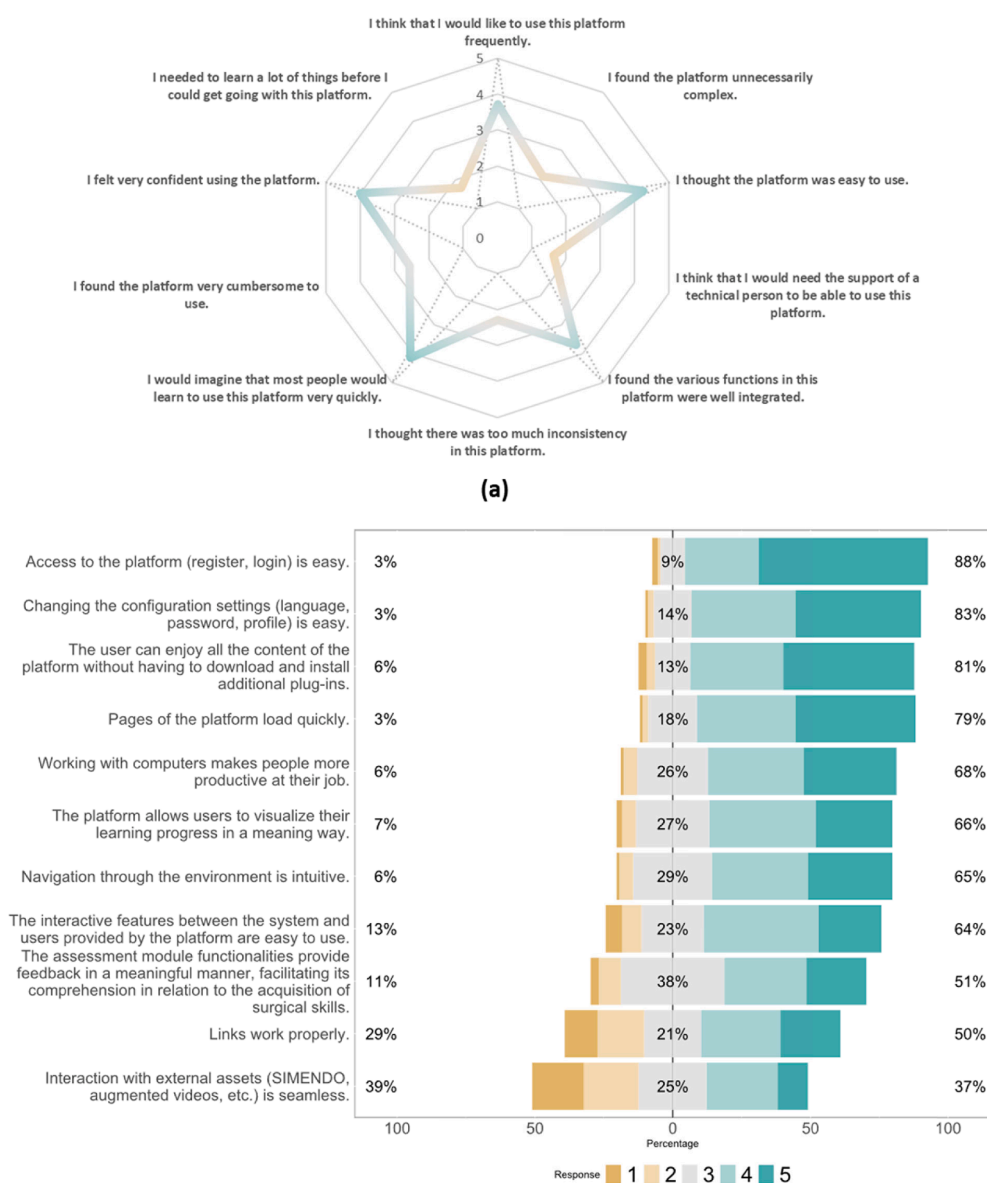 I think that I would like to use this platform
frequently.
I needed to learn a lot of things before I
could get going with this platform.
I found the platform unnecessarily
complex.
5
4
3
2
1
0
I felt very confident using the platform.
I thought the platform was easy to use.
I found the platform very cumbersome to
use.
I think that I would need the support of a
technical person to be able to use this
platform.
I would imagine that most people would
learn to use this platform very quickly.
I found the various functions in this
platform were well integrated.
I thought there was too much inconsistency
in this platform.
(a)
Access to the platform (register, login) is easy. 3% 9% 88%
Changing the configuration settings (language,
password, profile) is easy. 3% 14% 83%
The user can enjoy all the content of the
platform without having to download and install
additional plug-ins. 6% 13% 81%
Pages of the platform load quickly. 3% 18% 79%
Working with computers makes people more
productive at their job. 6% 26% 68%
The platform allows users to visualize their
learning progress in a meaning way. 7% 27% 66%
Navigation through the environment is intuitive. 6% 29% 65%
The interactive features between the system and
users provided by the platform are easy to use. 13% 23% 64%
The assessment module functionalities provide
feedback in a meaningful manner, facilitating its
comprehension in relation to the acquisition of
surgical skills. 11% 38% 51%
Links work properly. 29% 21% 50%
Interaction with external assets (SIMENDO,
augmented videos, etc.) is seamless. 39% 25% 37%
100 50 0 50 100
Percentage
Response 1 2 3 4 5